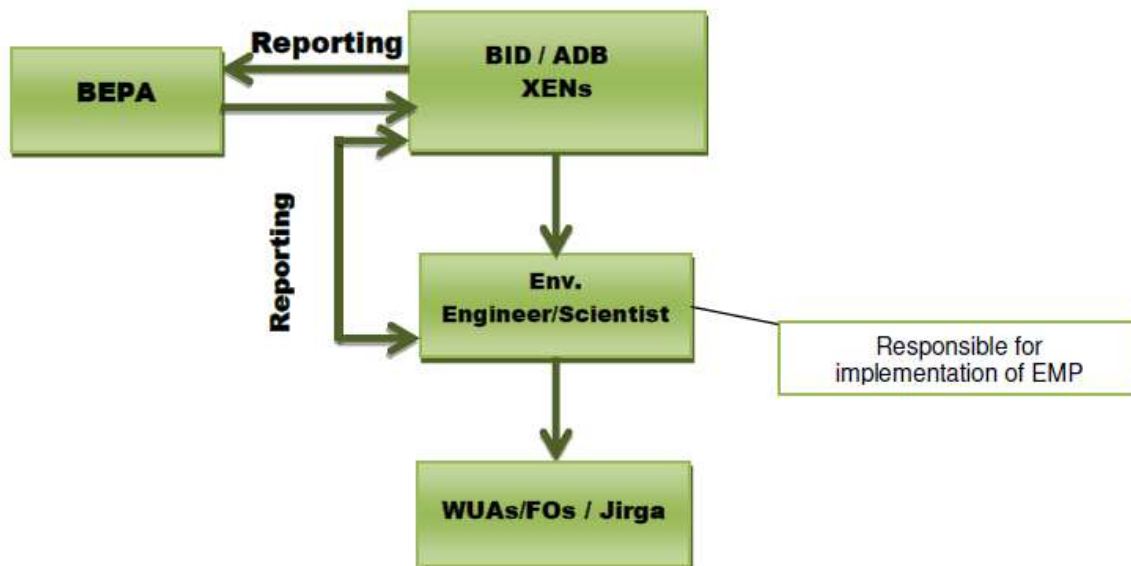 Reporting
BID / ADB
XENs
BEPA
Reporting
Env.
Engineer/Scientist
Responsible for
implementation of EMP
WUAs/FOs / Jirga